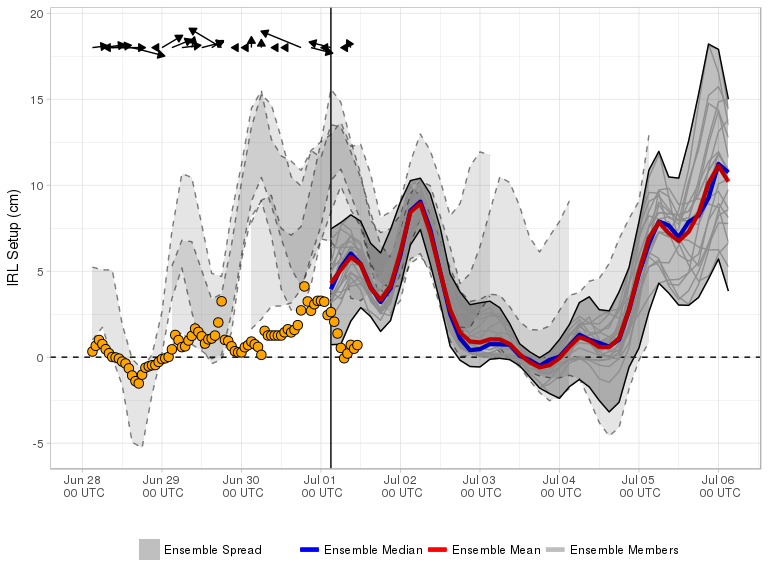 IRL Setup (cm)
20
15
10
5
0
-5
Jun 28
00 UTC
Jun 29
00 UTC
Jun 30
00 UTC
Jul 01
00 UTC
Jul 02
00 UTC
Jul 03
00 UTC
Jul 04
00 UTC
Jul 05
00 UTC
Jul 06
00 UTC
Ensemble Spread
Ensemble Median
Ensemble Mean
Ensemble Members